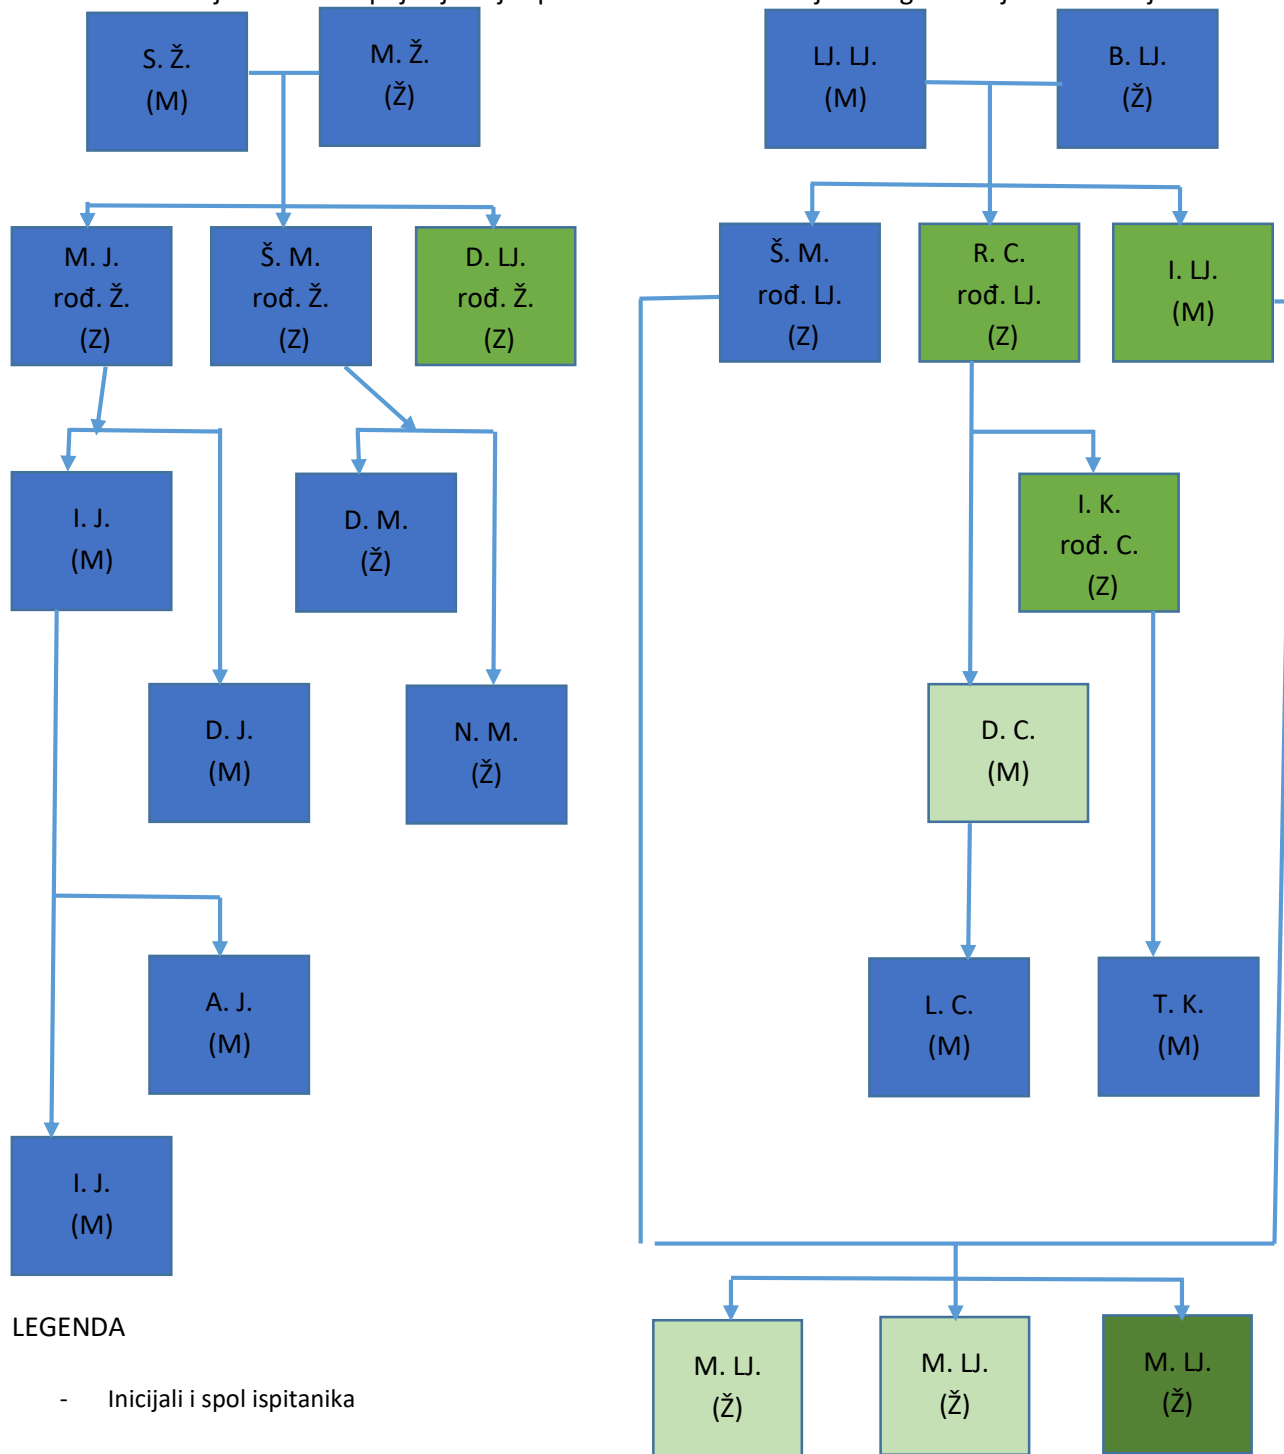 S. Ž.
(M)
M. Ž.
(Ž)
LJ. LJ.
(M)
B. LJ.
(Ž)
M. J.
rođ. Ž.
(Z)
Š. M.
rođ. Ž.
(Z)
D. LJ.
rođ. Ž.
(Z)
Š. M.
rođ. LJ.
(Z)
R. C.
rođ. LJ.
(Z)
I. LJ.
(M)
I. J.
(M)
D. M.
(Ž)
I. K.
rođ. C.
(Z)
D. J.
(M)
N. M.
(Ž)
D. C.
(M)
A. J.
(M)
L. C.
(M)
T. K.
(M)
I. J.
(M)
LEGENDA
- Inicijali i spol ispitanika
M. LJ.
(Ž)
M. LJ.
(Ž)
M. LJ.
(Ž)